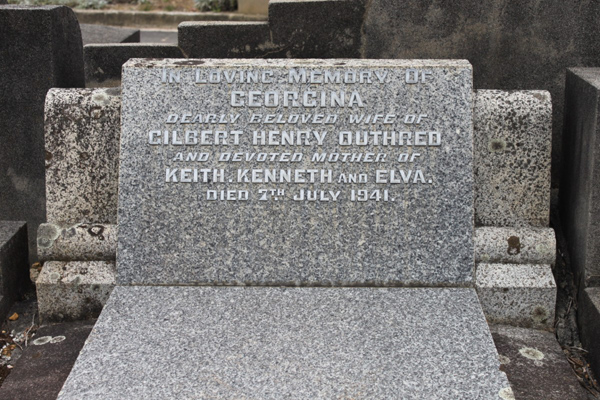 IN LOVING MEMORY OF
GEORGINA
DEARLY BELOVED WIFE OF
GILBERT HENRY OUTHRED
AND DEVOTED MOTHER OF
KEITH, KENNETH AND ELVA.
DIED 7TH JULY 1941.